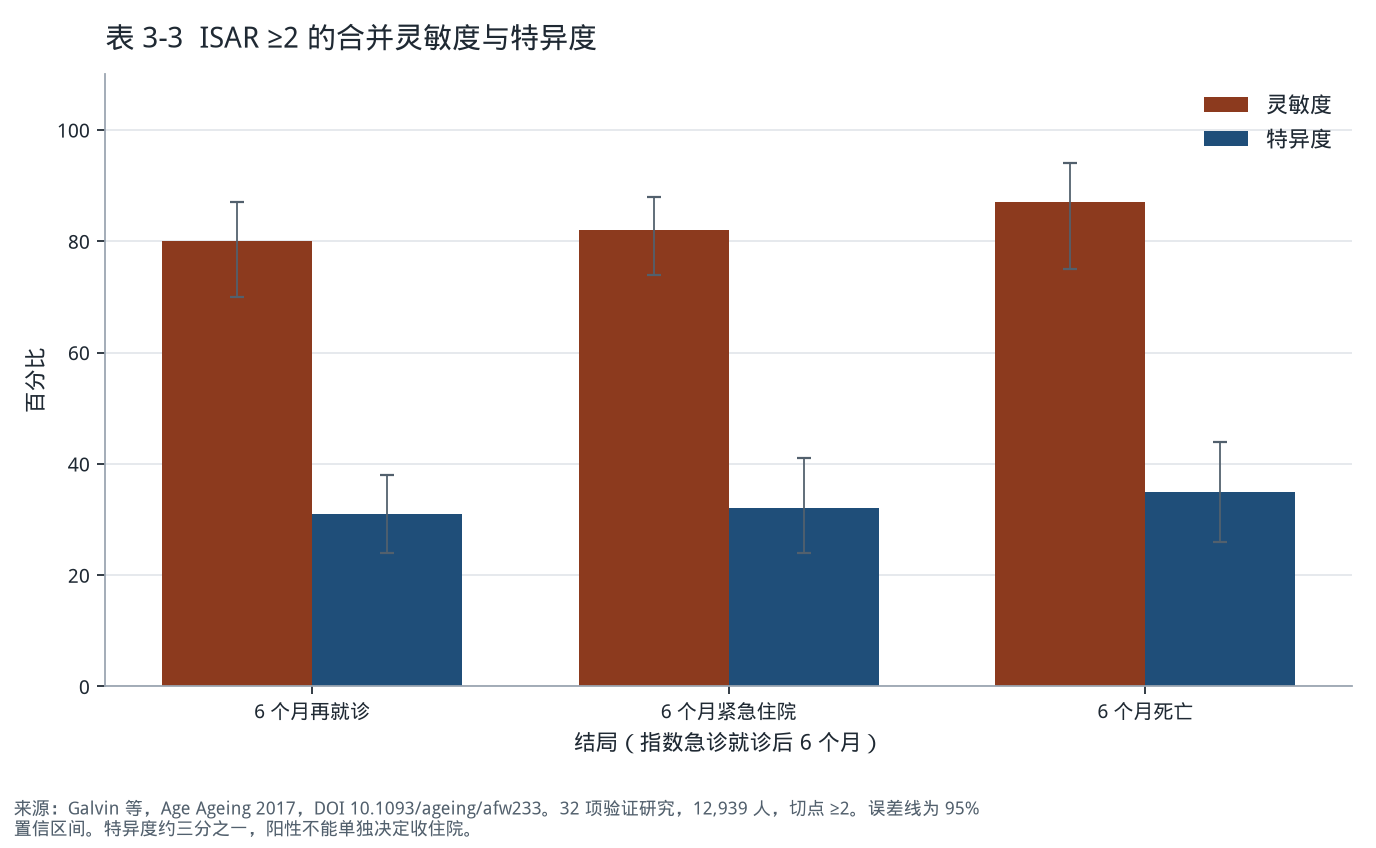 表 3-3  ISAR ≥2 的合并灵敏度与特异度
灵敏度
特异度
100
80
60
40
20
0
百分比
6 个月再就诊
6 个月紧急住院
6 个月死亡
结局（指数急诊就诊后 6 个月）
来源：Galvin 等，Age Ageing 2017，DOI 10.1093/ageing/afw233。32 项验证研究，12,939 人，切点 ≥2。误差线为 95%
置信区间。特异度约三分之一，阳性不能单独决定收住院。